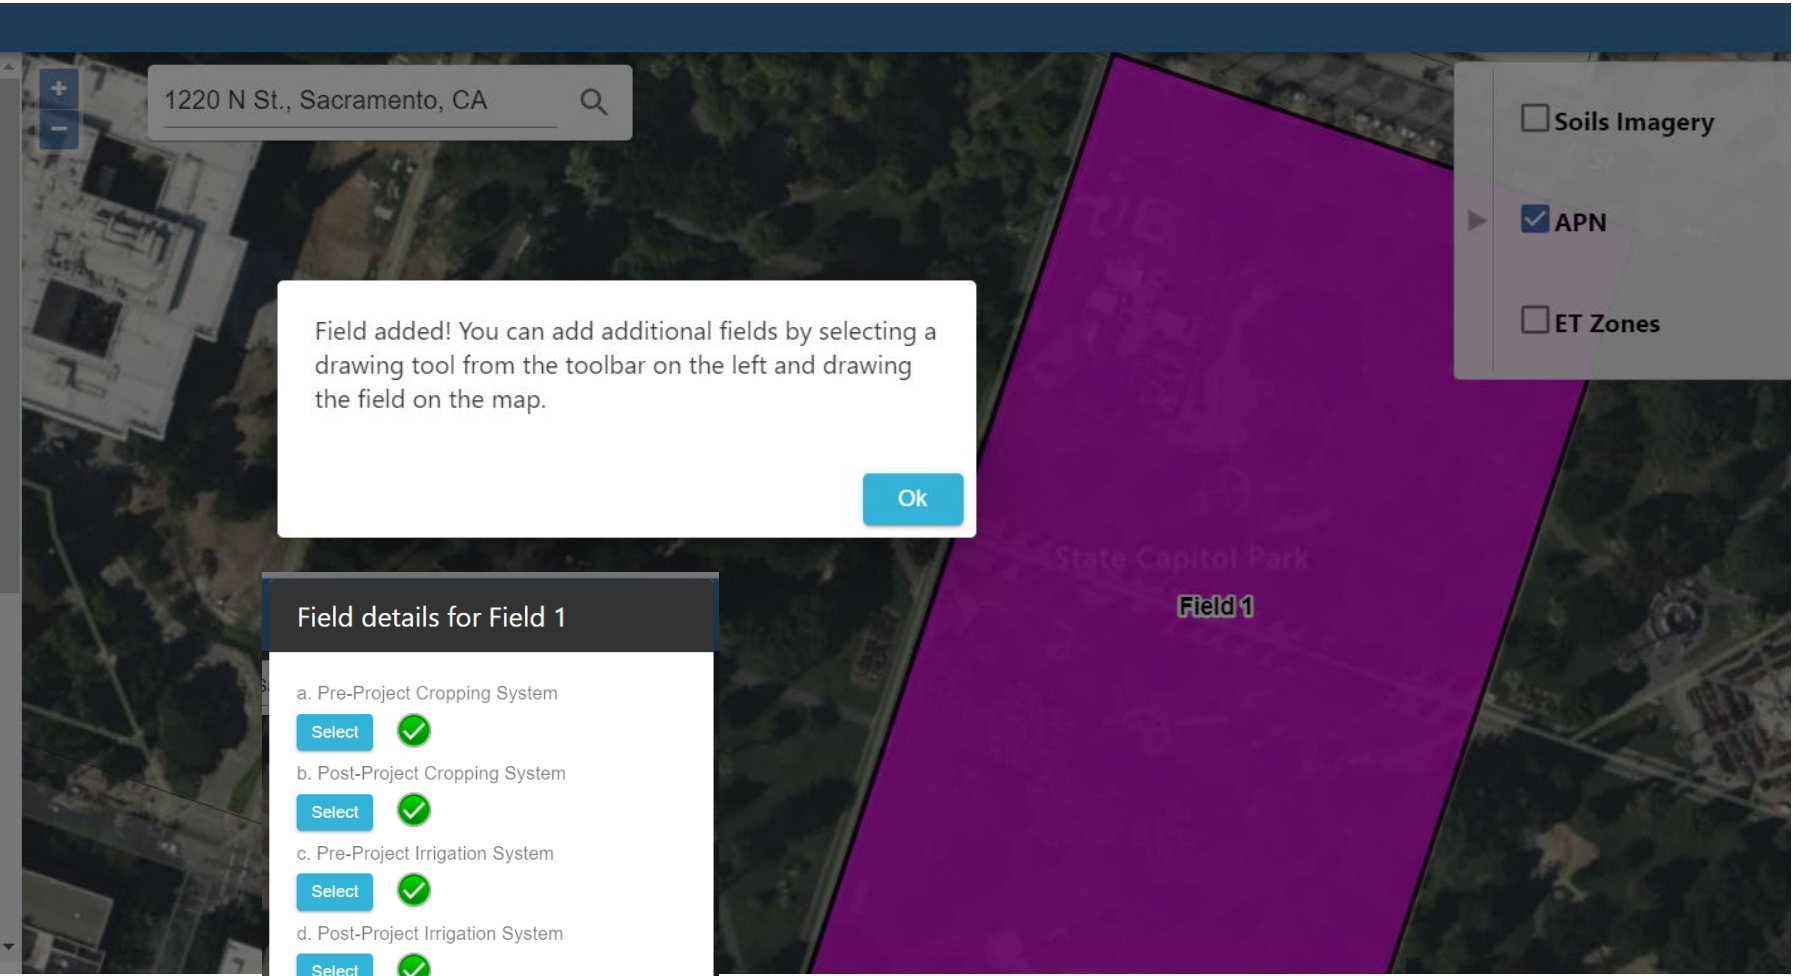 +
−
1220 N St., Sacramento, CA
Soils Imagery
APN
ET Zones
Field added! You can add additional fields by selecting a
drawing tool from the toolbar on the left and drawing
the field on the map.
Ok
State Capitol Park
Field 1
Field details for Field 1
a. Pre-Project Cropping System
Select
b. Post-Project Cropping System
Select
c. Pre-Project Irrigation System
Select
d. Post-Project Irrigation System
Select